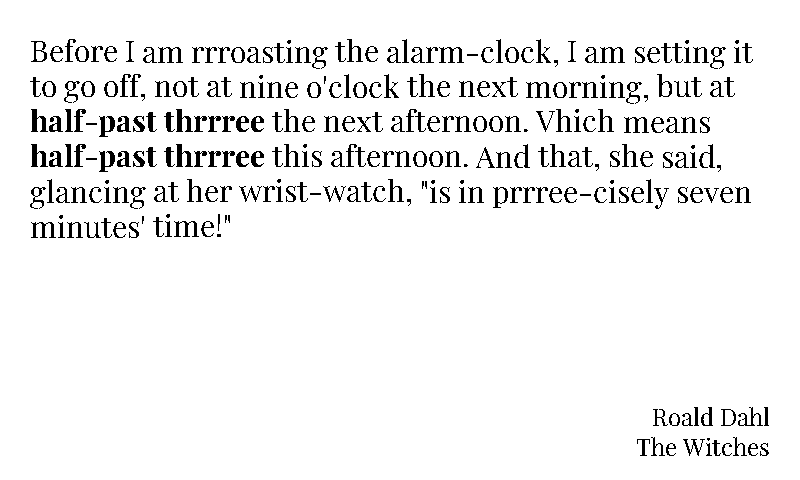 Before I am rrroasting the alarm-clock, I am setting it
to go off, not at nine o'clock the next morning, but at
half-past thrrree the next afternoon. Vhich means
half-past thrrree this afternoon. And that, she said,
glancing at her wrist-watch, "is in prrree-cisely seven
minutes' time!"
Roald Dahl
The Witches